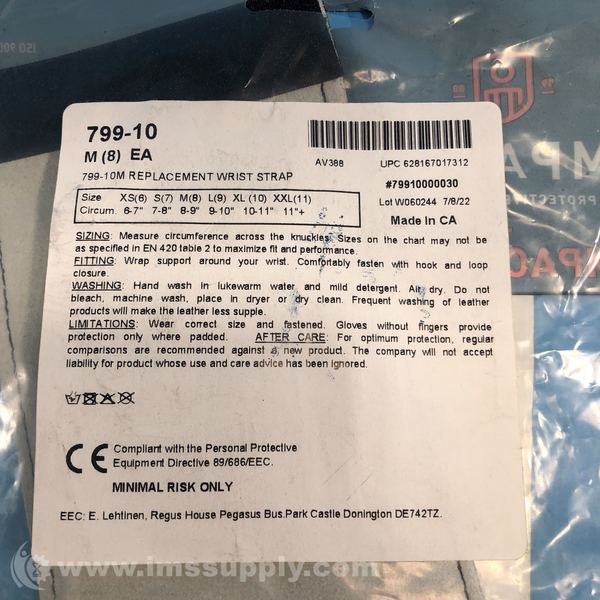 ISO 900
799-10
M (8) EA
799-10M REPLACEMENT WRIST STRAP
AV388 UPC 628167017312
#79910000030
Lot W060244 7/8/22
Made In CA
Size XS(6) S(7) M(8) L(9) XL (10) XXL(11)
Circum. 6-7" 7-8" 8-9" 9-10" 10-11" 11"+
SIZING: Measure circumference across the knuckles. Sizes on the chart may not be
as specified in EN 420 table 2 to maximize fit and performance.
FITTING: Wrap support around your wrist. Comfortably fasten with hook and loop
closure.
WASHING: Hand wash in lukewarm water and mild detergent. Air dry. Do not
bleach, machine wash, place in dryer or dry clean. Frequent washing of leather
products will make the leather less supple.
LIMITATIONS: Wear correct size and fastened. Gloves without fingers provide
protection only where padded. AFTER CARE: For optimum protection, regular
comparisons are recommended against a new product. The company will not accept
liability for product whose use and care advice has been ignored.
CE Compliant with the Personal Protective
Equipment Directive 89/686/EEC.
MINIMAL RISK ONLY
EEC: E. Lehtinen, Regus House Pegasus Bus.Park Castle Donington DE742TZ.
MPA
PROTECTIVE
MPAC
www.imssupply.com